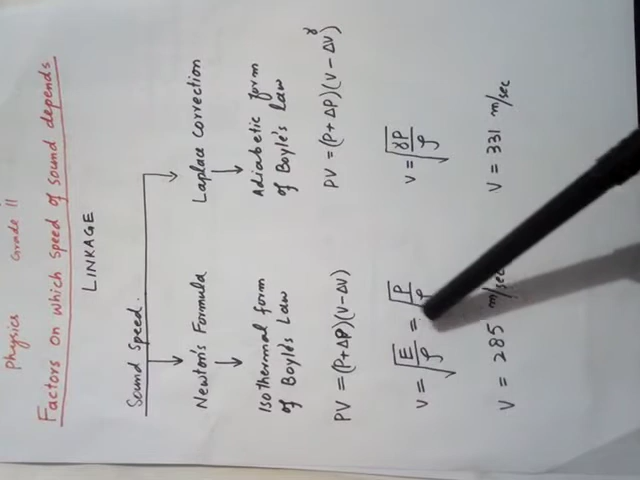 Physics Grade 11
Factors on which speed of sound depends
LINKAGE
Sound Speed.
Newton's Formula
Isothermal form
of Boyle's Law
PV = (P+ΔP)(V-ΔV)
V = √E/ρ = √P/ρ
V = 285 m/sec
Laplace correction
Adiabetic form
of Boyle's Law
PV = (P+ΔP)(V-ΔV)^γ
V = √γP/ρ
V = 331 m/sec